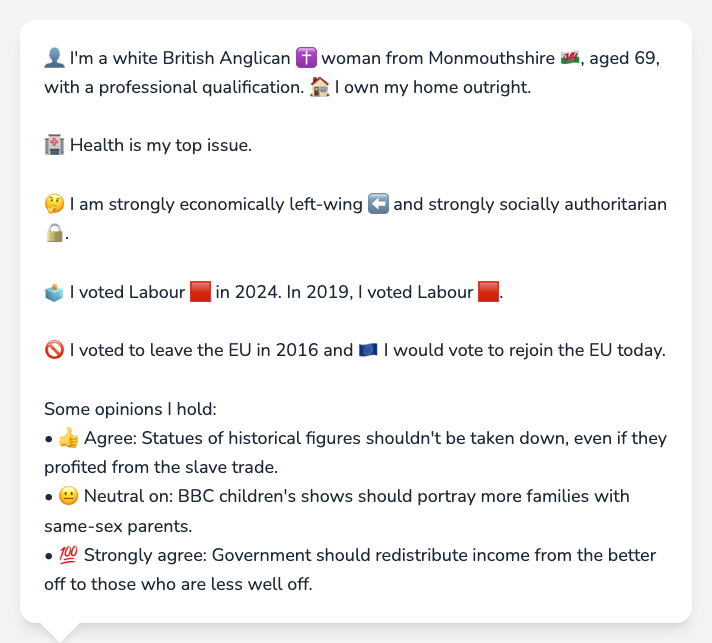 👤 I'm a white British Anglican ✝️ woman from Monmouthshire 🏴󠁧󠁢󠁷󠁬󠁳󠁿, aged 69,
with a professional qualification. 🏠 I own my home outright.
🏥 Health is my top issue.
🤔 I am strongly economically left-wing ⬅️ and strongly socially authoritarian
🔒.
🗳️ I voted Labour 🟥 in 2024. In 2019, I voted Labour 🟥.
🚫 I voted to leave the EU in 2016 and 🇪🇺 I would vote to rejoin the EU today.
Some opinions I hold:
• 👍 Agree: Statues of historical figures shouldn't be taken down, even if they
profited from the slave trade.
• 😐 Neutral on: BBC children's shows should portray more families with
same-sex parents.
• 💯 Strongly agree: Government should redistribute income from the better
off to those who are less well off.